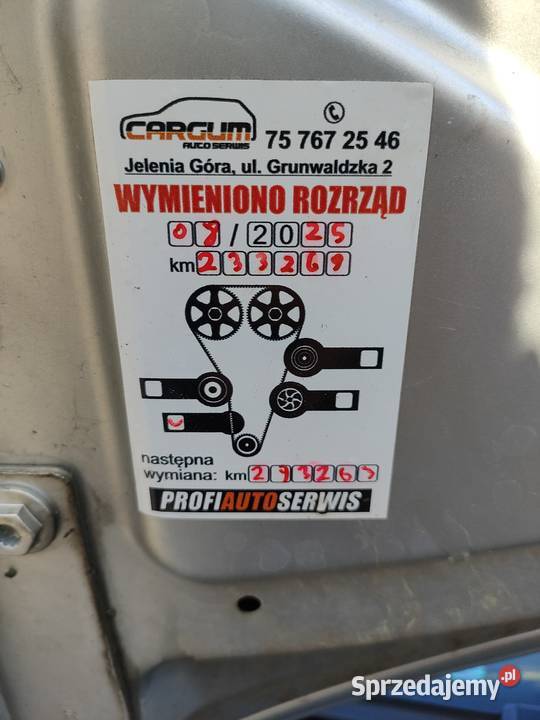 CARGUM
AUTO SERWIS
75 767 25 46
Jelenia Góra, ul. Grunwaldzka 2
WYMIENIONO ROZRZĄD
09/2025
km 233269
następna
wymiana: km 293269
PROFIAUTOSERWIS
Sprzedajemy.pl